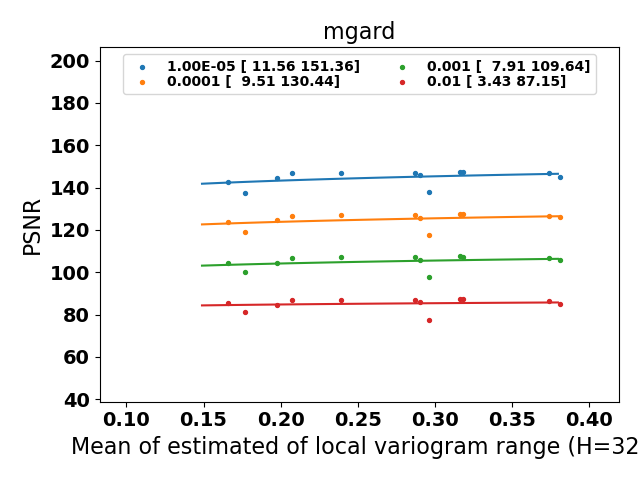 mgard
1.00E-05 [ 11.56 151.36]
0.0001 [  9.51 130.44]
0.001 [  7.91 109.64]
0.01 [ 3.43 87.15]
PSNR
200
180
160
140
120
100
80
60
40
0.10 0.15 0.20 0.25 0.30 0.35 0.40
Mean of estimated of local variogram range (H=32